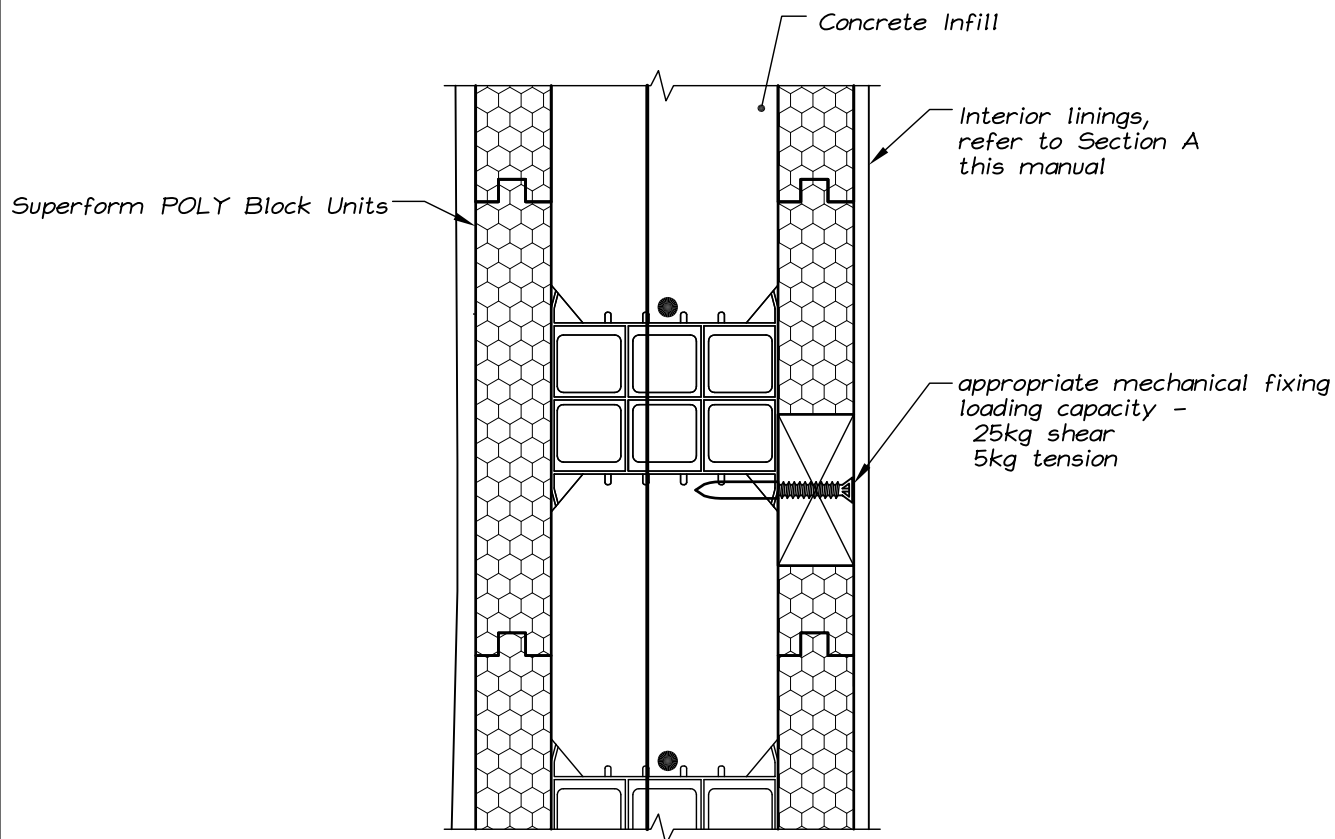 Concrete Infill
Interior linings,
refer to Section A
this manual
Superform POLY Block Units
appropriate mechanical fixing
loading capacity -
25kg shear
5kg tension